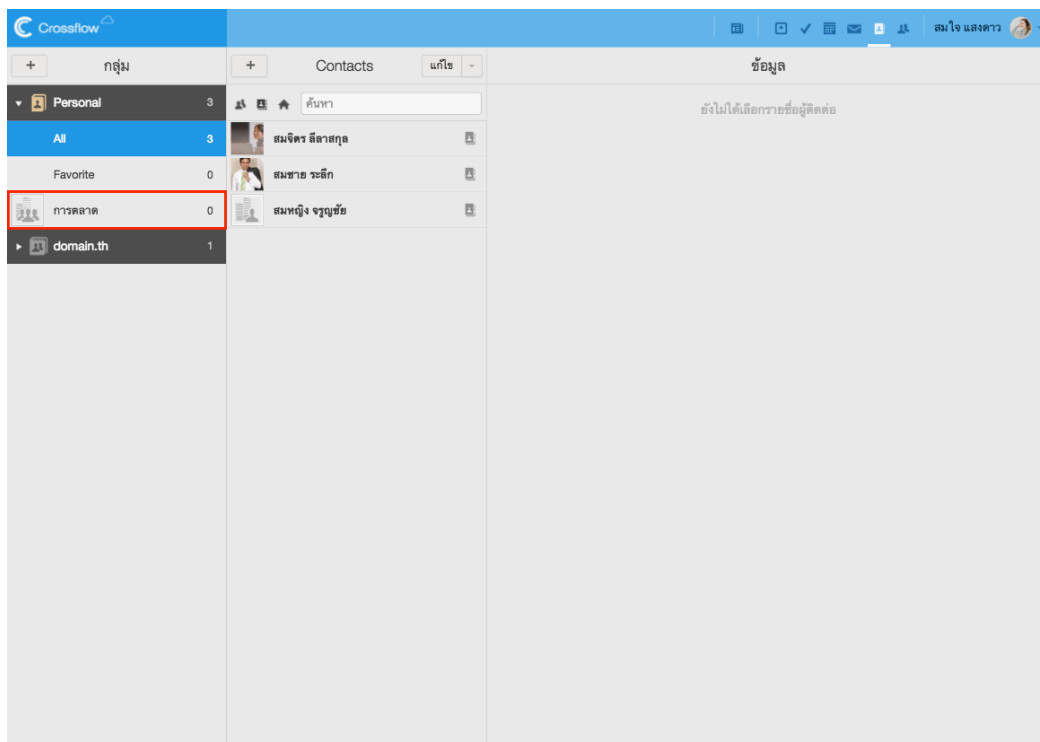 Crossflow
สมใจ แสงดาว
+ กลุ่ม
+ Contacts แก้ไข
ข้อมูล
Personal 3
All 3
Favorite 0
การตลาด 0
domain.th 1
ค้นหา
สมจิตร ลีลาสกุล
สมชาย ระลึก
สมหญิง จรูญชัย
ยังไม่ได้เลือกรายชื่อผู้ติดต่อ